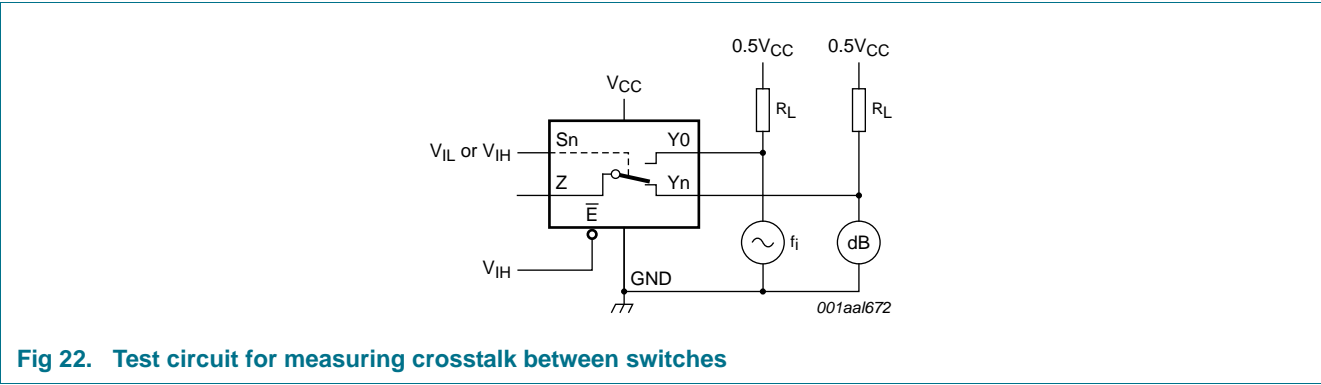 0.5VCC 0.5VCC
VCC
RL RL
Sn Y0
VIL or VIH
Z Yn
E
fi dB
VIH
GND
001aal672
Fig 22. Test circuit for measuring crosstalk between switches